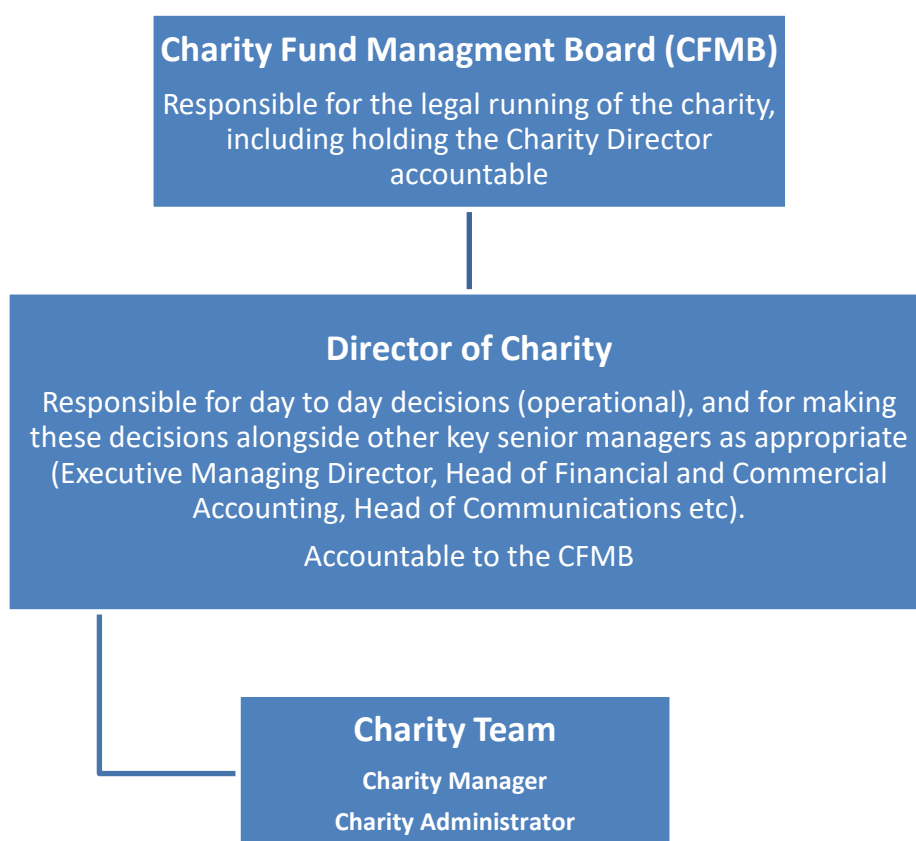 Charity Fund Managment Board (CFMB)
Responsible for the legal running of the charity,
including holding the Charity Director
accountable
Director of Charity
Responsible for day to day decisions (operational), and for making
these decisions alongside other key senior managers as appropriate
(Executive Managing Director, Head of Financial and Commercial
Accounting, Head of Communications etc).
Accountable to the CFMB
Charity Team
Charity Manager
Charity Administrator